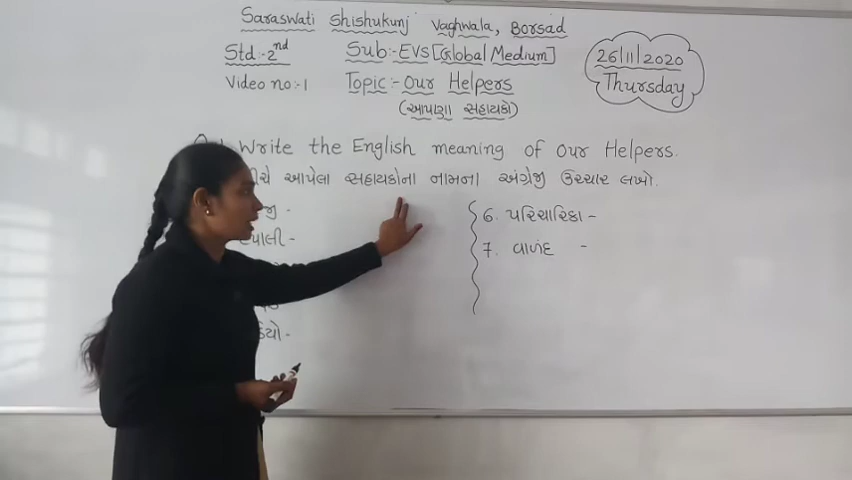 Saraswati Shishukunj Vaghwala, Borsad
Std:-2nd Sub:-EVS [Global Medium]
26/11/2020
Thursday
Video no:-1 Topic:- Our Helpers
(આપણા સહાયકો)
Write the English meaning of Our Helpers.
આપેલા સહાયકોના નામના અંગ્રેજી ઉચ્ચાર લખો.
6. પરિચારિકા -
7. વાળંદ -